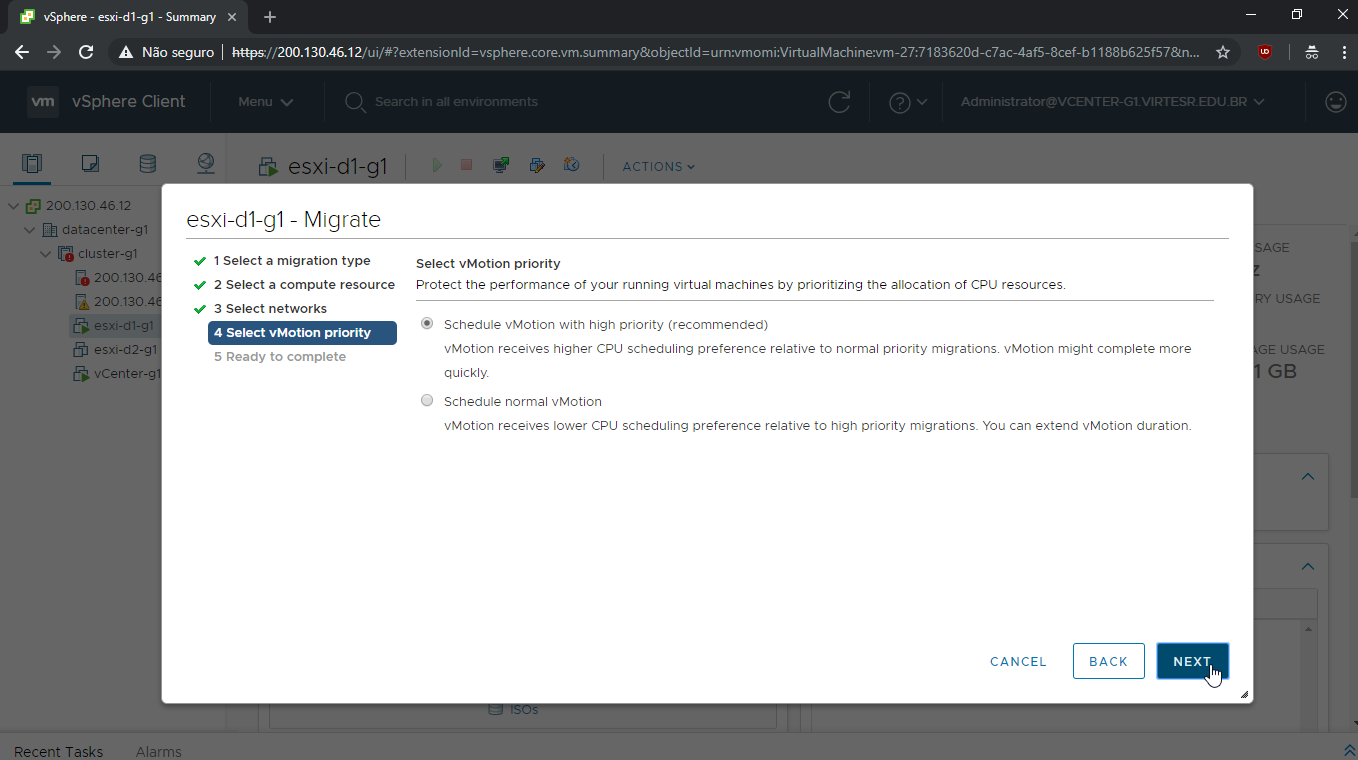 vSphere - esxi-d1-g1 - Summary
Não seguro
https://200.130.46.12/ui/#?extensionId=vsphere.core.vm.summary&objectId=urn:vmomi:VirtualMachine:vm-27:7183620d-c7ac-4af5-8cef-b1188b625f57&n...
vm vSphere Client
Menu
Search in all environments
Administrator@VCENTER-G1.VIRTESR.EDU.BR
esxi-d1-g1
ACTIONS
200.130.46.12
datacenter-g1
cluster-g1
200.130.46
200.130.46
esxi-d1-g1
esxi-d2-g1
vCenter-g1
esxi-d1-g1 - Migrate
1 Select a migration type
2 Select a compute resource
3 Select networks
4 Select vMotion priority
5 Ready to complete
Select vMotion priority
Protect the performance of your running virtual machines by prioritizing the allocation of CPU resources.
Schedule vMotion with high priority (recommended)
vMotion receives higher CPU scheduling preference relative to normal priority migrations. vMotion might complete more
quickly.
Schedule normal vMotion
vMotion receives lower CPU scheduling preference relative to high priority migrations. You can extend vMotion duration.
CANCEL
BACK
NEXT
USAGE
1 GB
ISOs
Recent Tasks
Alarms